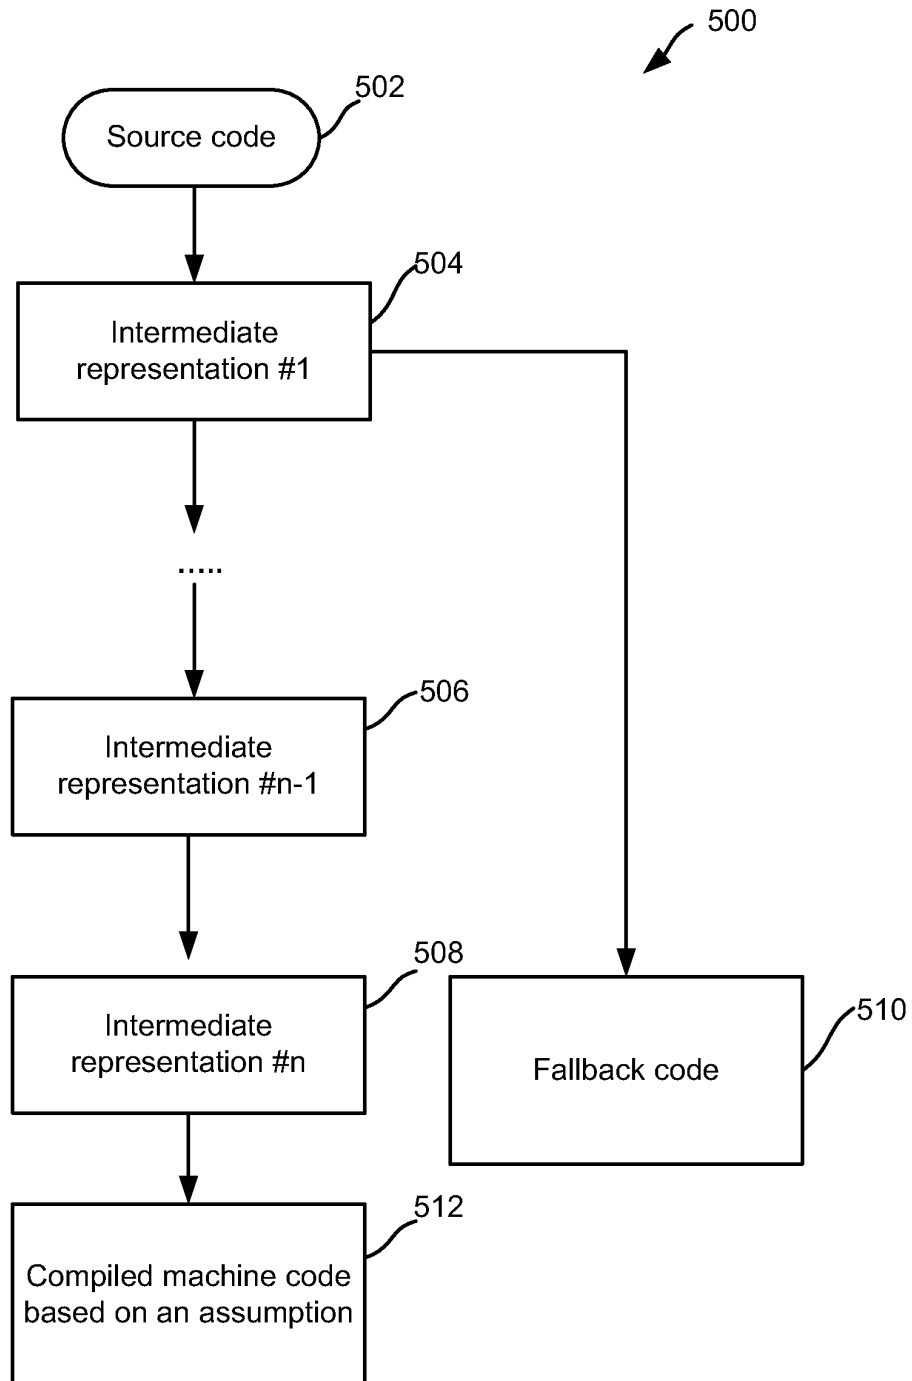 500
502
Source code
504
Intermediate
representation #1
.....
506
Intermediate
representation #n-1
508
Intermediate
representation #n
510
Fallback code
512
Compiled machine code
based on an assumption